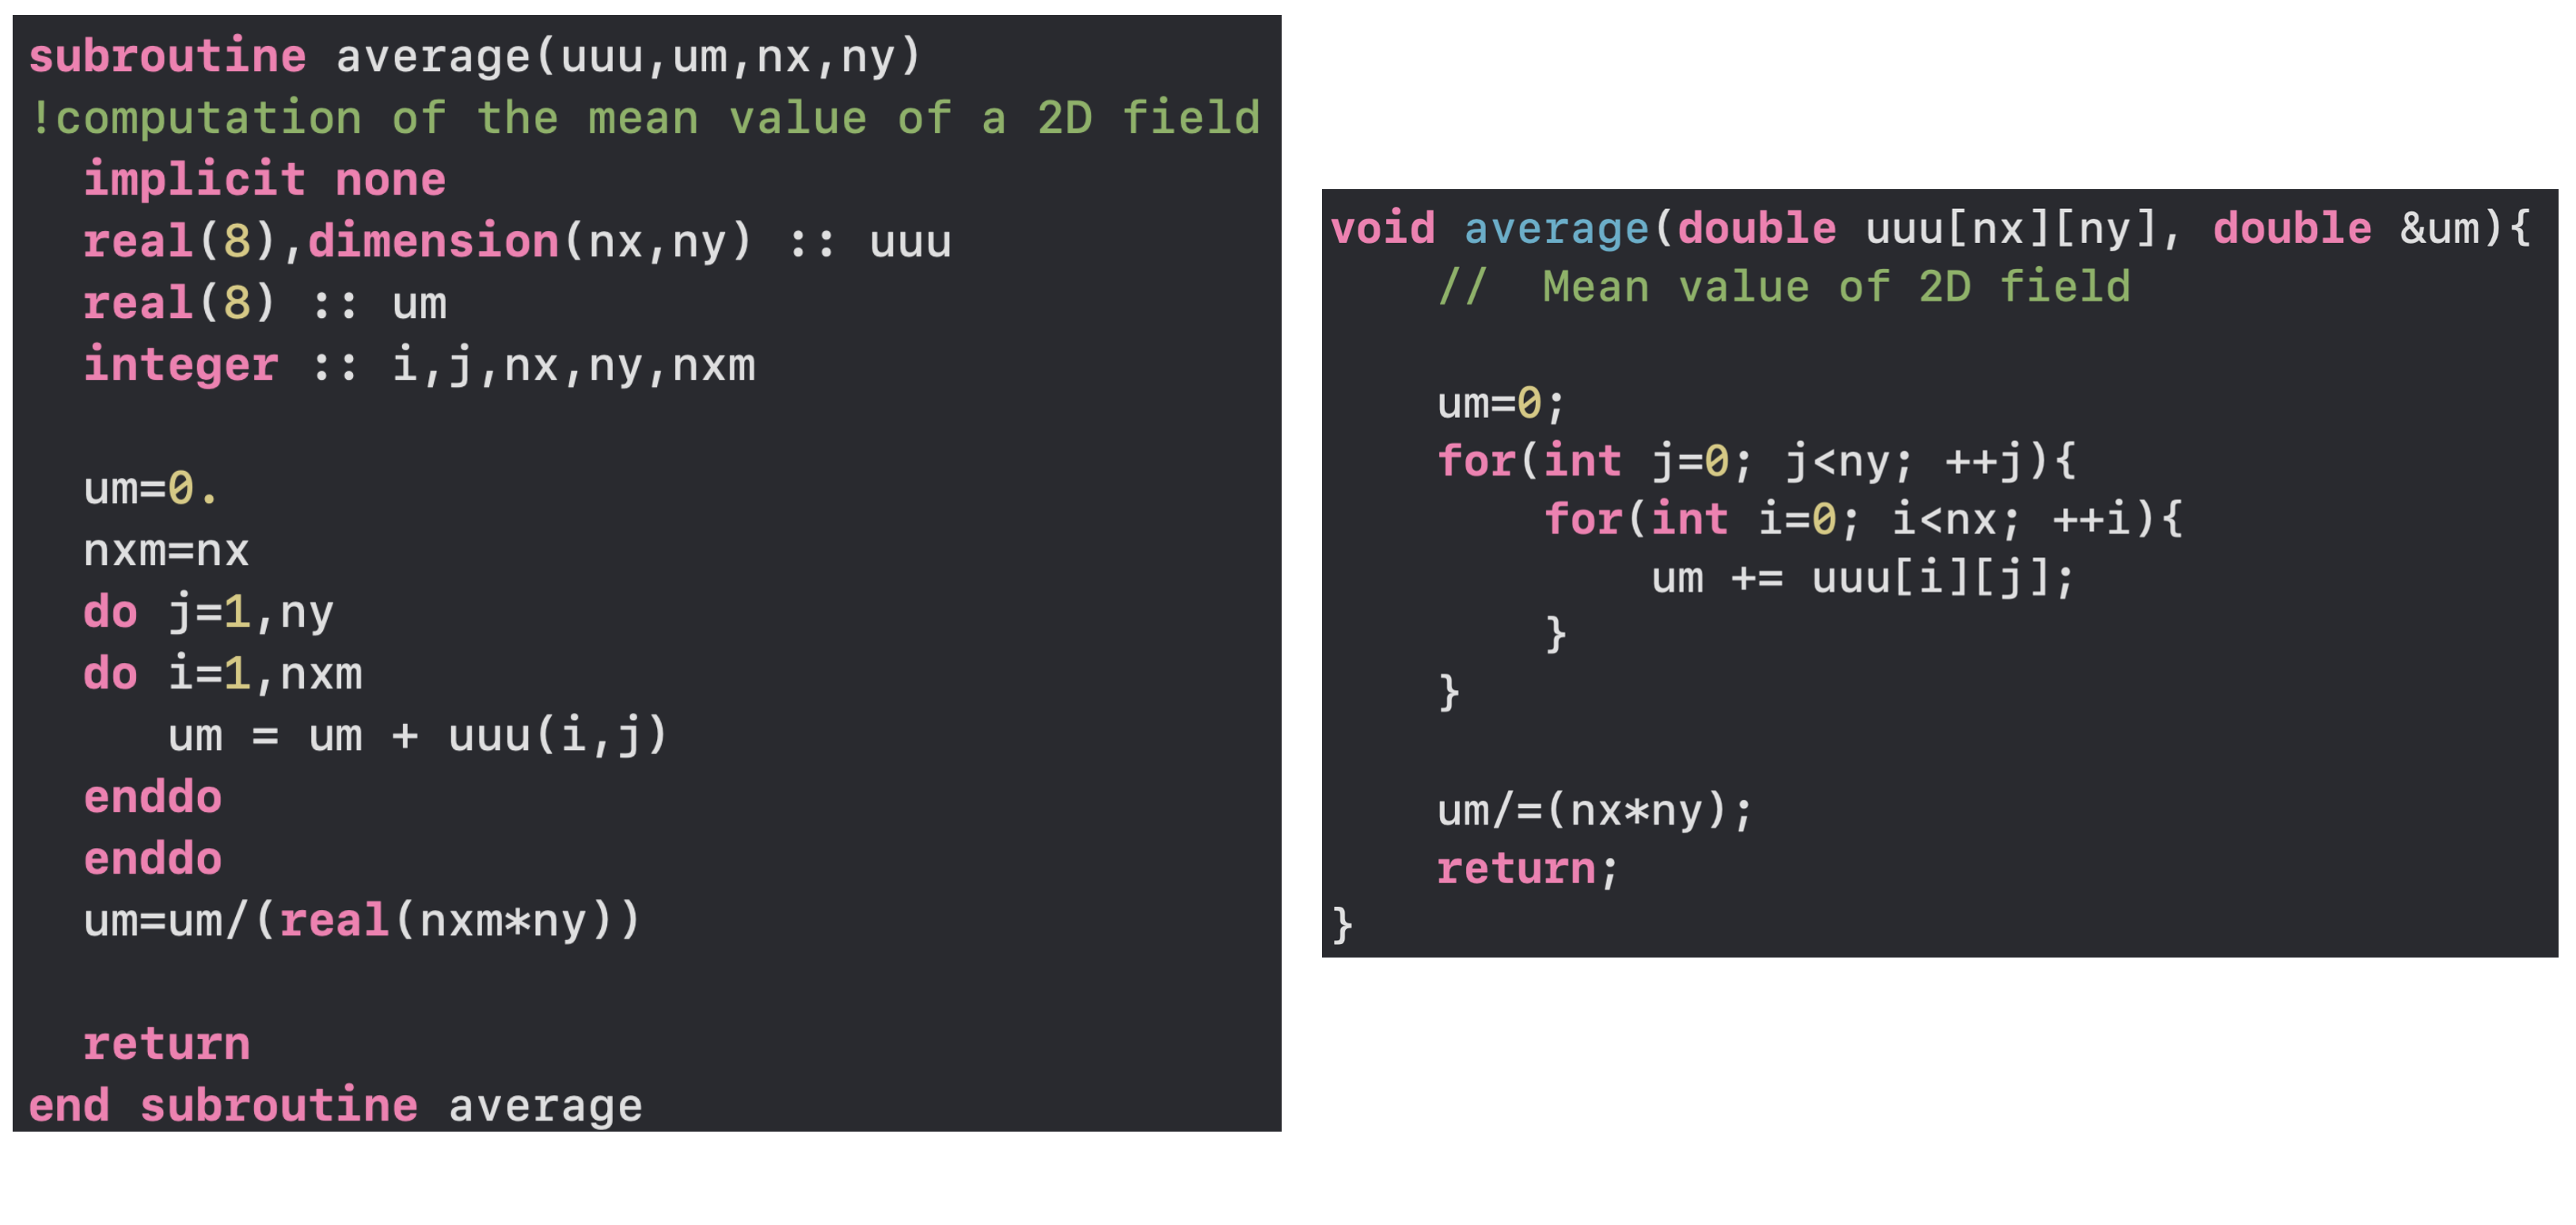 subroutine average(uuu,um,nx,ny)
!computation of the mean value of a 2D field
  implicit none
  real(8),dimension(nx,ny) :: uuu
  real(8) :: um
  integer :: i,j,nx,ny,nxm

  um=0.
  nxm=nx
  do j=1,ny
  do i=1,nxm
     um = um + uuu(i,j)
  enddo
  enddo
  um=um/(real(nxm*ny))

  return
end subroutine average
void average(double uuu[nx][ny], double &um){
    //  Mean value of 2D field

    um=0;
    for(int j=0; j<ny; ++j){
        for(int i=0; i<nx; ++i){
            um += uuu[i][j];
        }
    }

    um/=(nx*ny);
    return;
}